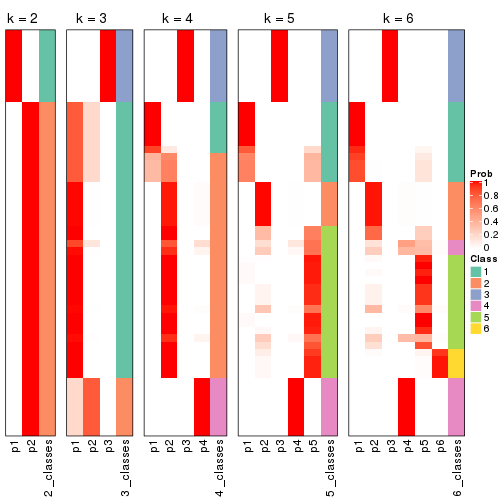 k = 2
k = 3
k = 4
k = 5
k = 6
p1
p2
2_classes
p1
p2
p3
3_classes
p1
p2
p3
p4
4_classes
p1
p2
p3
p4
p5
5_classes
p1
p2
p3
p4
p5
p6
6_classes
Prob
1
0.8
0.6
0.4
0.2
0
Class
1
2
3
4
5
6